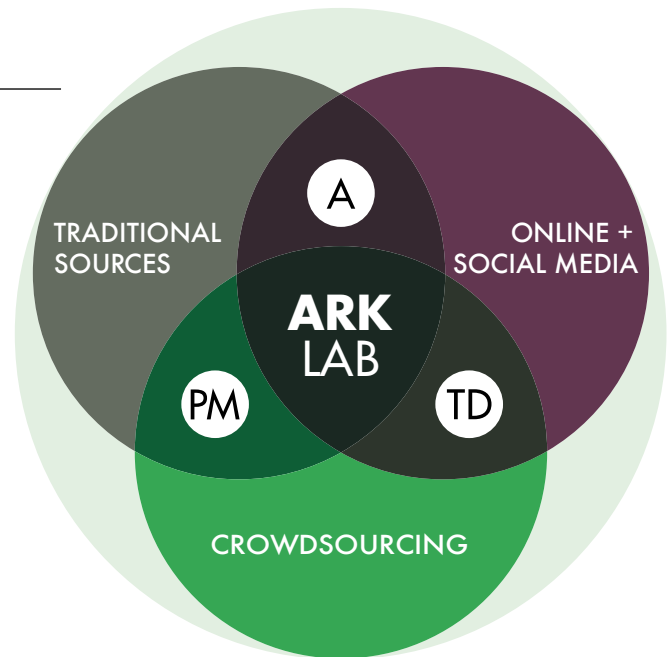 A
TRADITIONAL
SOURCES
ONLINE +
SOCIAL MEDIA
ARK
LAB
PM
TD
CROWDSOURCING